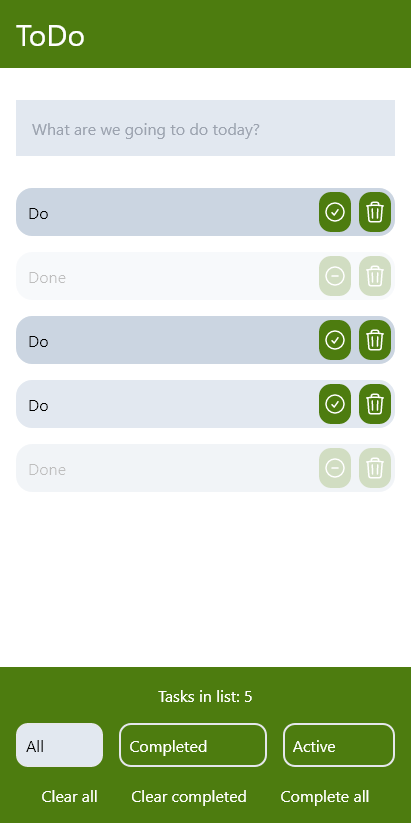 ToDo
What are we going to do today?
Do
Done
Do
Do
Done
Tasks in list: 5
All Completed Active
Clear all Clear completed Complete all